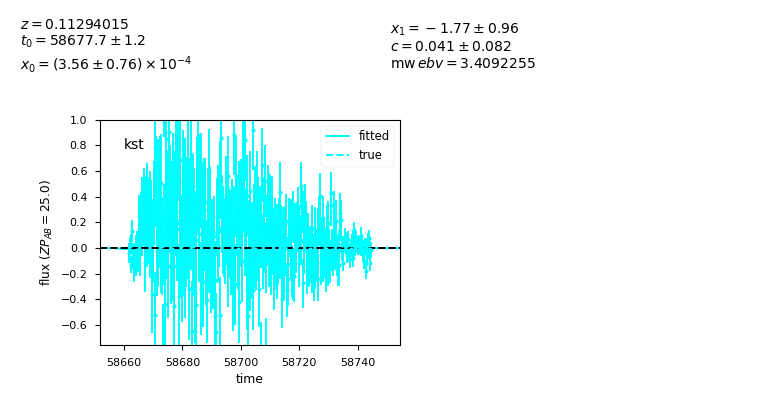 z = 0.11294015
t₀ = 58677.7 ± 1.2
x₀ = (3.56 ± 0.76) × 10⁻⁴
x₁ = −1.77 ± 0.96
c = 0.041 ± 0.082
mw ebv = 3.4092255
kst
fitted
true
1.0
0.8
0.6
0.4
0.2
0.0
−0.2
−0.4
−0.6
flux (ZP_AB = 25.0)
58660 58680 58700 58720 58740
time